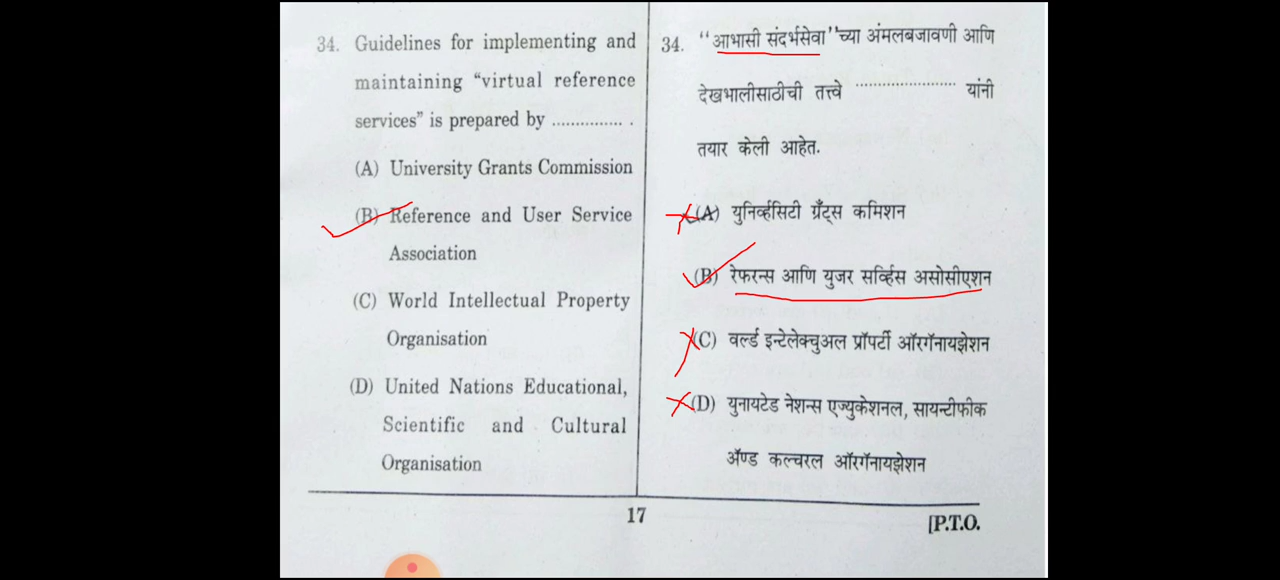 34. Guidelines for implementing and
maintaining "virtual reference
services" is prepared by ............... .
(A) University Grants Commission
(B) Reference and User Service
Association
(C) World Intellectual Property
Organisation
(D) United Nations Educational,
Scientific and Cultural
Organisation
34. "आभासी संदर्भसेवा"च्या अंमलबजावणी आणि
देखभालीसाठीची तत्त्वे ........................ यांनी
तयार केली आहेत.
(A) युनिर्व्हसिटी ग्रँट्स कमिशन
(B) रेफरन्स आणि युजर सर्व्हिस असोसीएशन
(C) वर्ल्ड इन्टेलेक्चुअल प्रॉपर्टी ऑरगॅनायझेशन
(D) युनायटेड नेशन्स एज्युकेशनल, सायन्टीफीक
ॲण्ड कल्चरल ऑरगॅनायझेशन
17
[P.T.O.